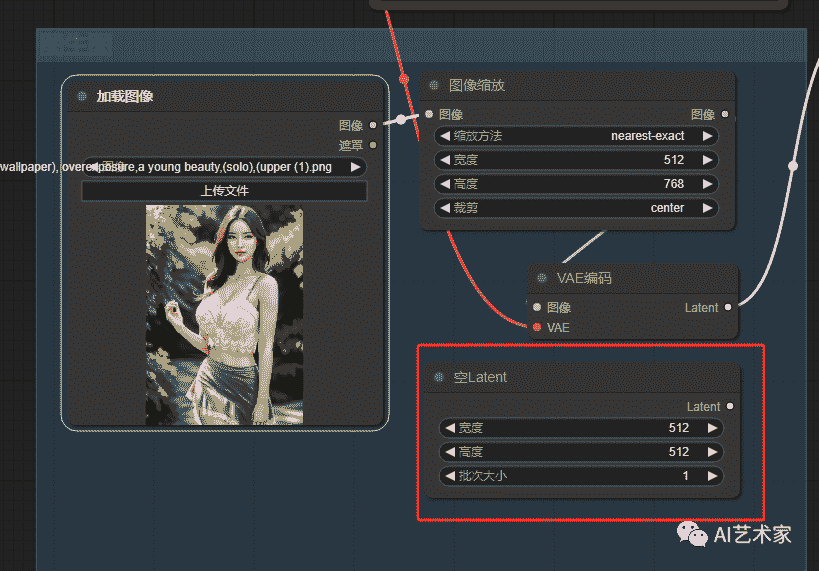 加载图像
图像
遮罩
图像
wallpaper), overexposure,a young beauty,(solo),(upper (1).png
上传文件
图像缩放
图像
图像
缩放方法 nearest-exact
宽度 512
高度 768
裁剪 center
VAE编码
图像 Latent
VAE
空Latent
Latent
宽度 512
高度 512
批次大小 1
AI艺术家